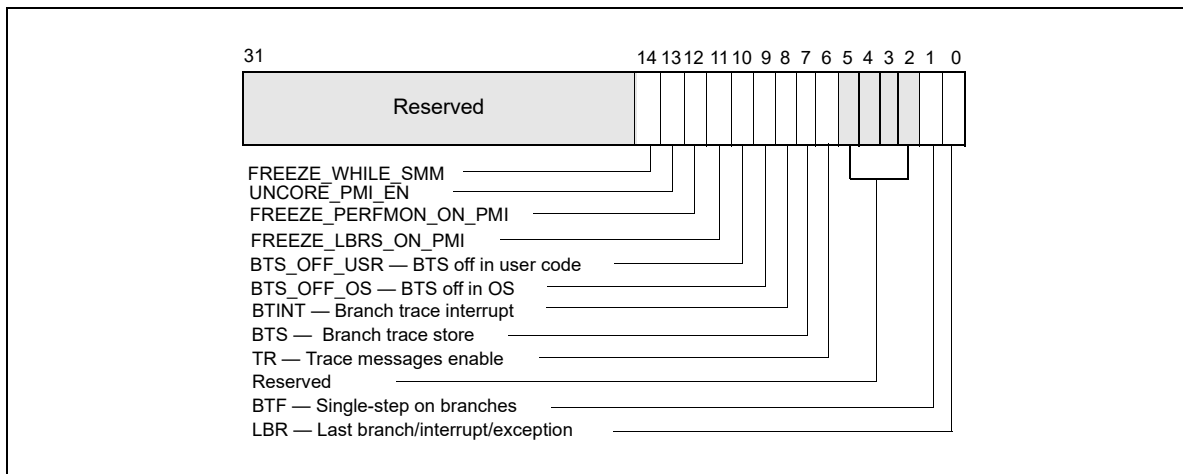 31 14 13 12 11 10 9 8 7 6 5 4 3 2 1 0
Reserved
FREEZE_WHILE_SMM
UNCORE_PMI_EN
FREEZE_PERFMON_ON_PMI
FREEZE_LBRS_ON_PMI
BTS_OFF_USR — BTS off in user code
BTS_OFF_OS — BTS off in OS
BTINT — Branch trace interrupt
BTS — Branch trace store
TR — Trace messages enable
Reserved
BTF — Single-step on branches
LBR — Last branch/interrupt/exception